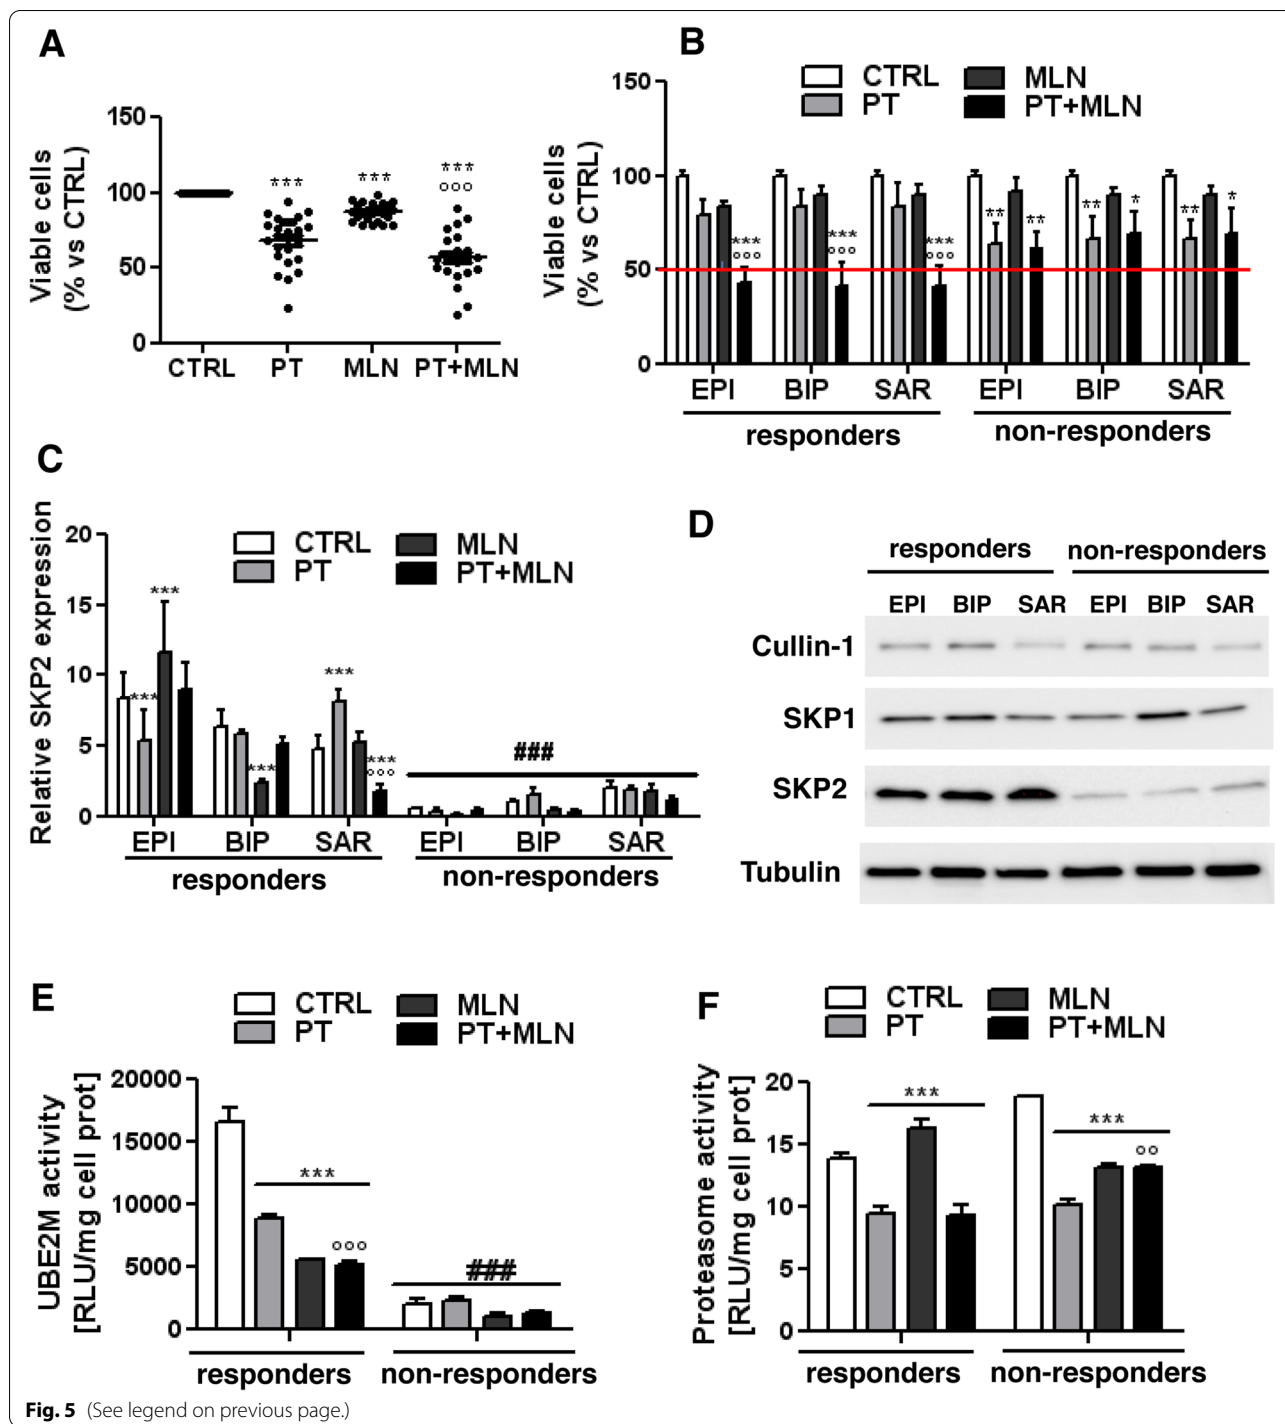 A
150
100
50
0
Viable cells
(% vs CTRL)
***
***
***
°°°
CTRL PT MLN PT+MLN
B
CTRL MLN
PT PT+MLN
150
100
50
0
Viable cells
(% vs CTRL)
***
°°°
***
°°°
***
°°°
** **
** *
** *
EPI BIP SAR EPI BIP SAR
responders non-responders
C
CTRL MLN
PT PT+MLN
20
15
10
5
0
Relative SKP2 expression
***
***
***
***
***
°°°
###
EPI BIP SAR EPI BIP SAR
responders non-responders
D
responders non-responders
EPI BIP SAR EPI BIP SAR
Cullin-1
SKP1
SKP2
Tubulin
E
CTRL MLN
PT PT+MLN
20000
15000
10000
5000
0
UBE2M activity
[RLU/mg cell prot]
***
°°°
###
responders non-responders
F
CTRL MLN
PT PT+MLN
20
15
10
5
0
Proteasome activity
[RLU/mg cell prot]
***
***
°°
responders non-responders
Fig. 5 (See legend on previous page.)